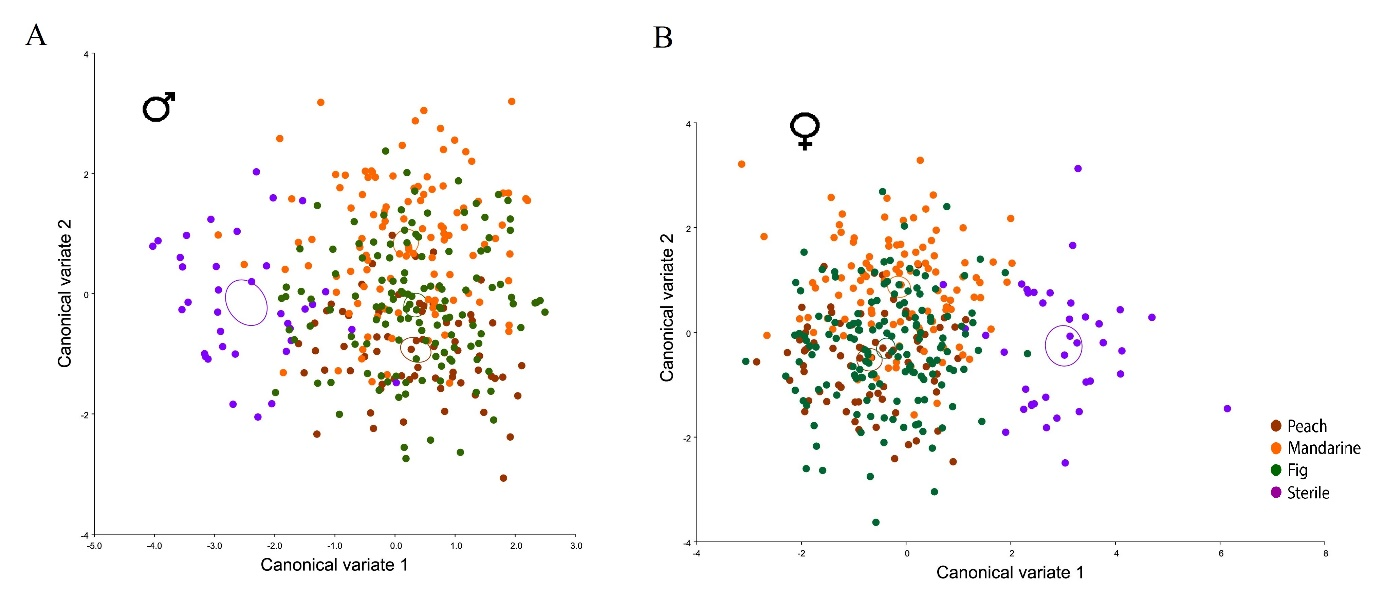 A
B
♂
♀
4
2
0
-2
-4
-5.0 -4.0 -3.0 -2.0 -1.0 0.0 1.0 2.0 3.0
Canonical variate 1
Canonical variate 2
4
2
0
-2
-4
-4 -2 0 2 4 6 8
Canonical variate 1
Canonical variate 2
Peach
Mandarine
Fig
Sterile